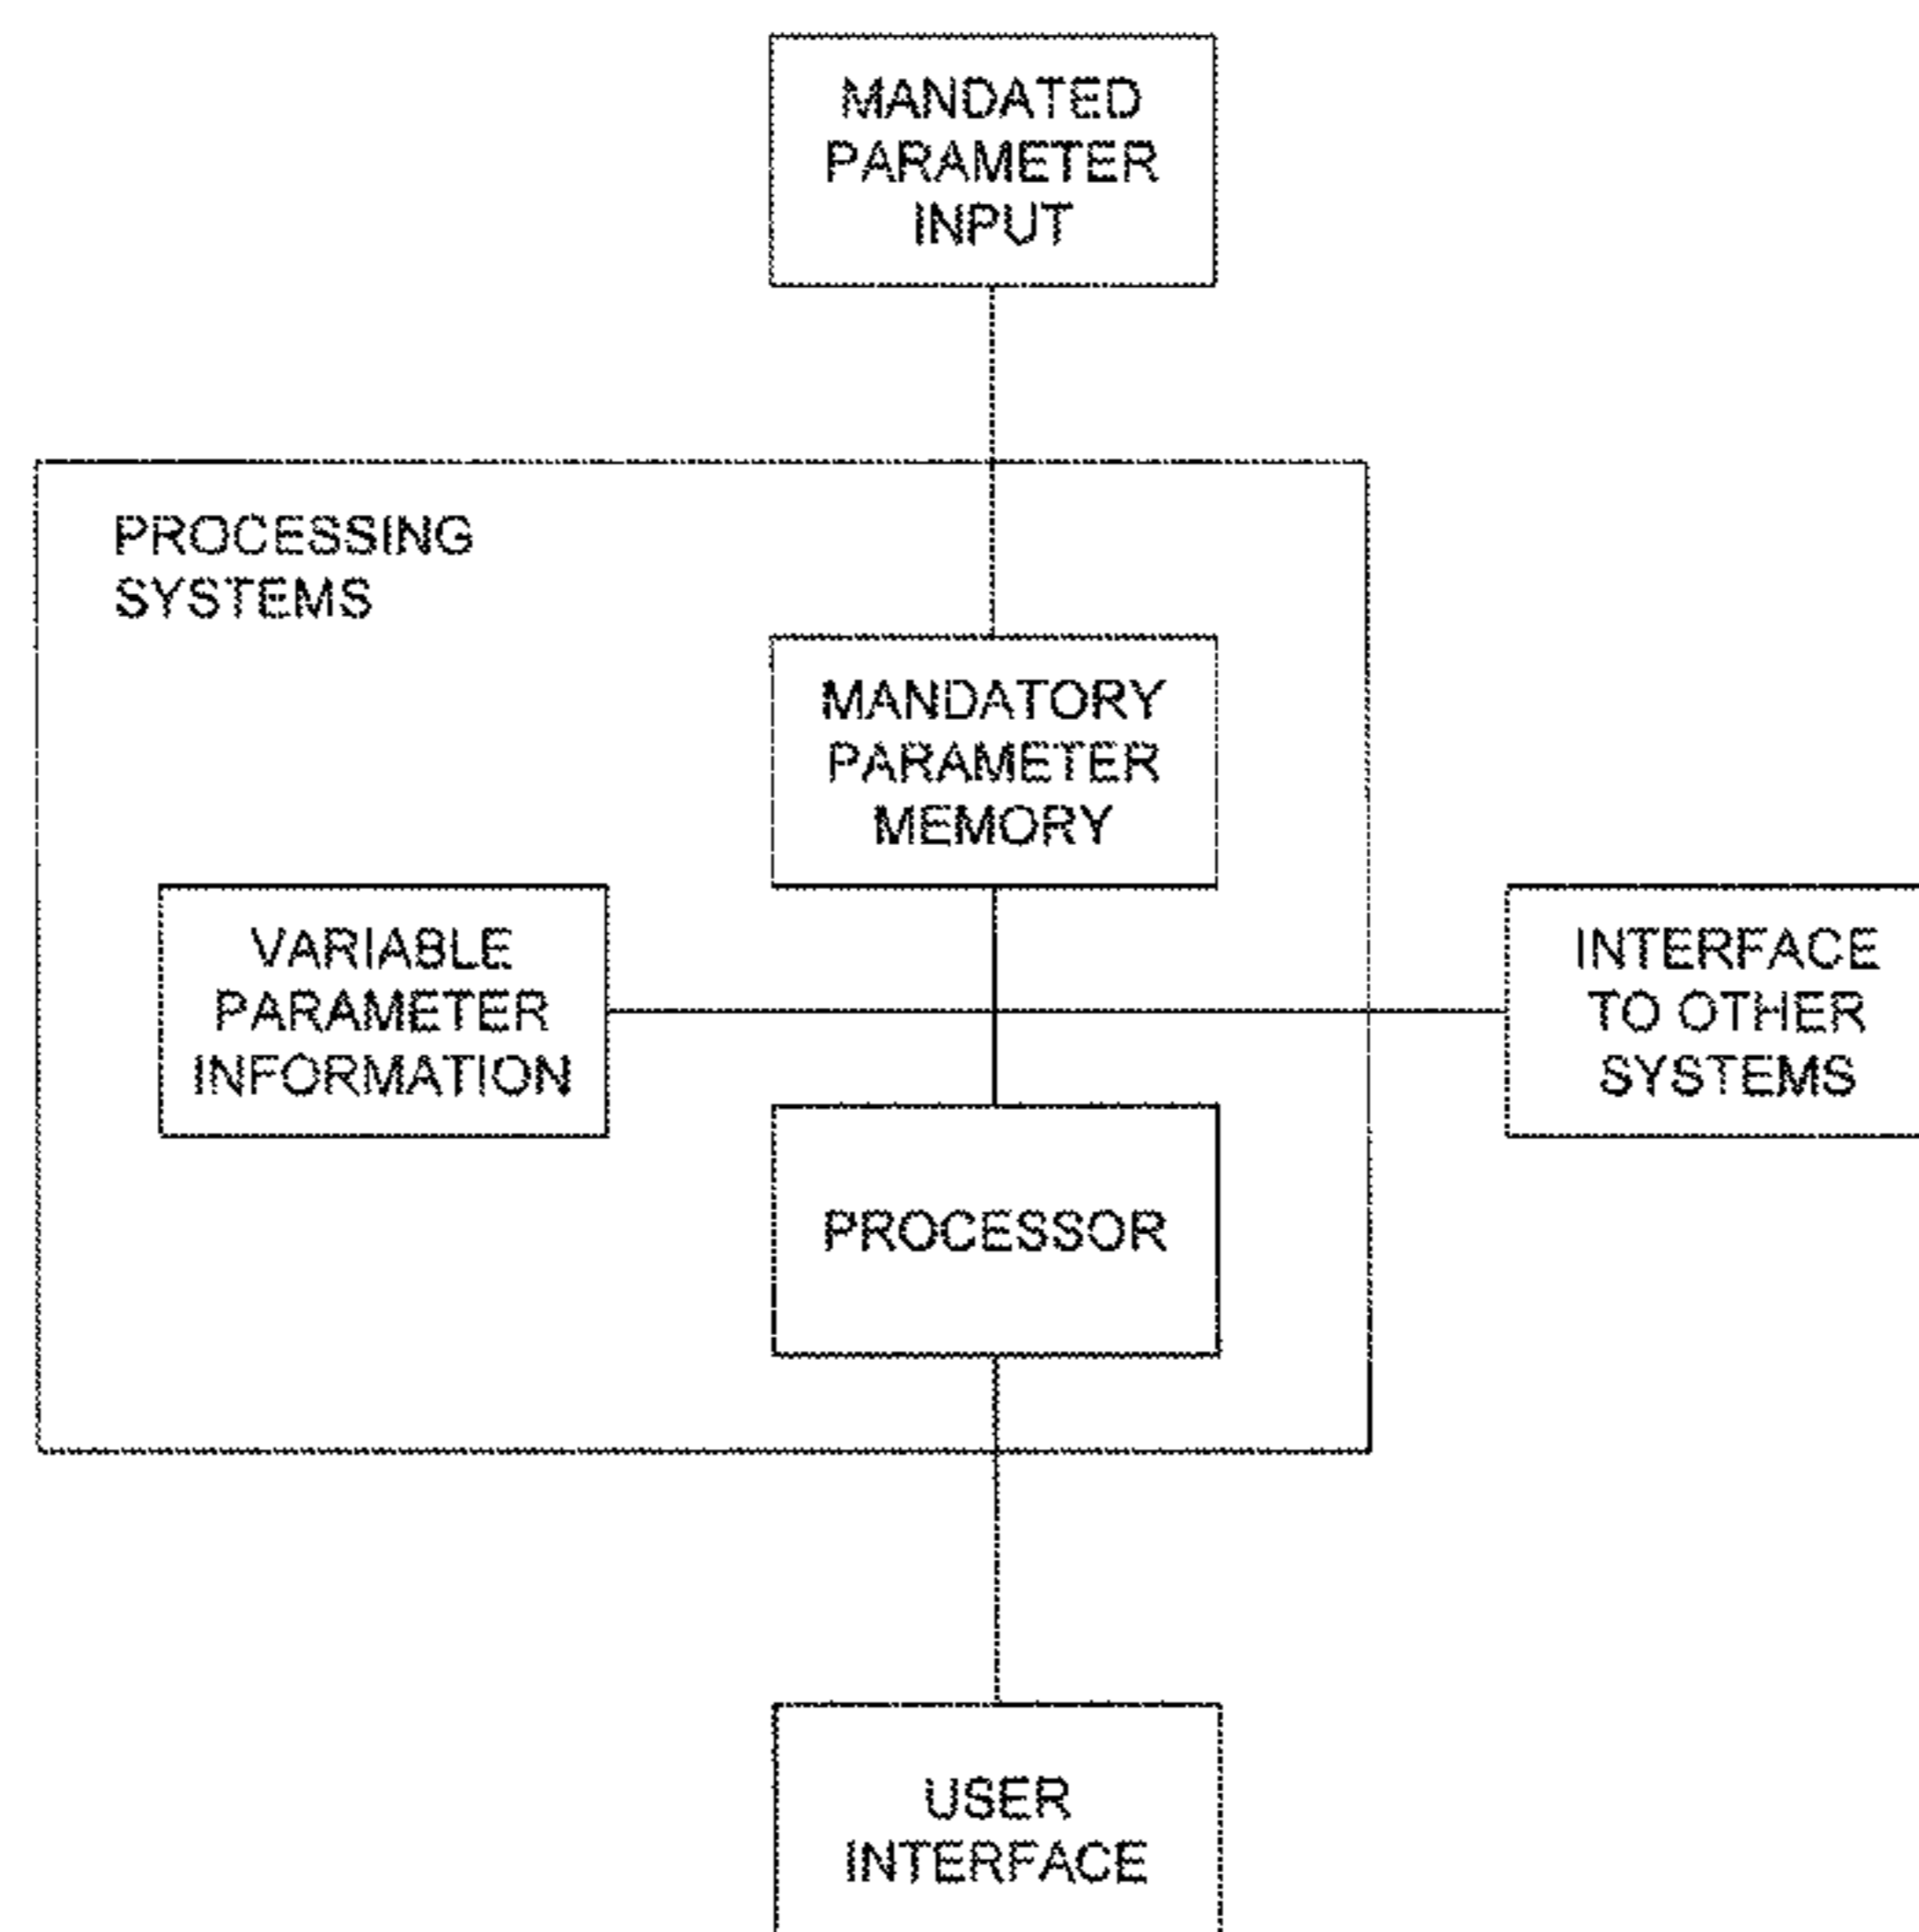 MANDATED
PARAMETER
INPUT
PROCESSING
SYSTEMS
MANDATORY
PARAMETER
MEMORY
VARIABLE
PARAMETER
INFORMATION
INTERFACE
TO OTHER
SYSTEMS
PROCESSOR
USER
INTERFACE